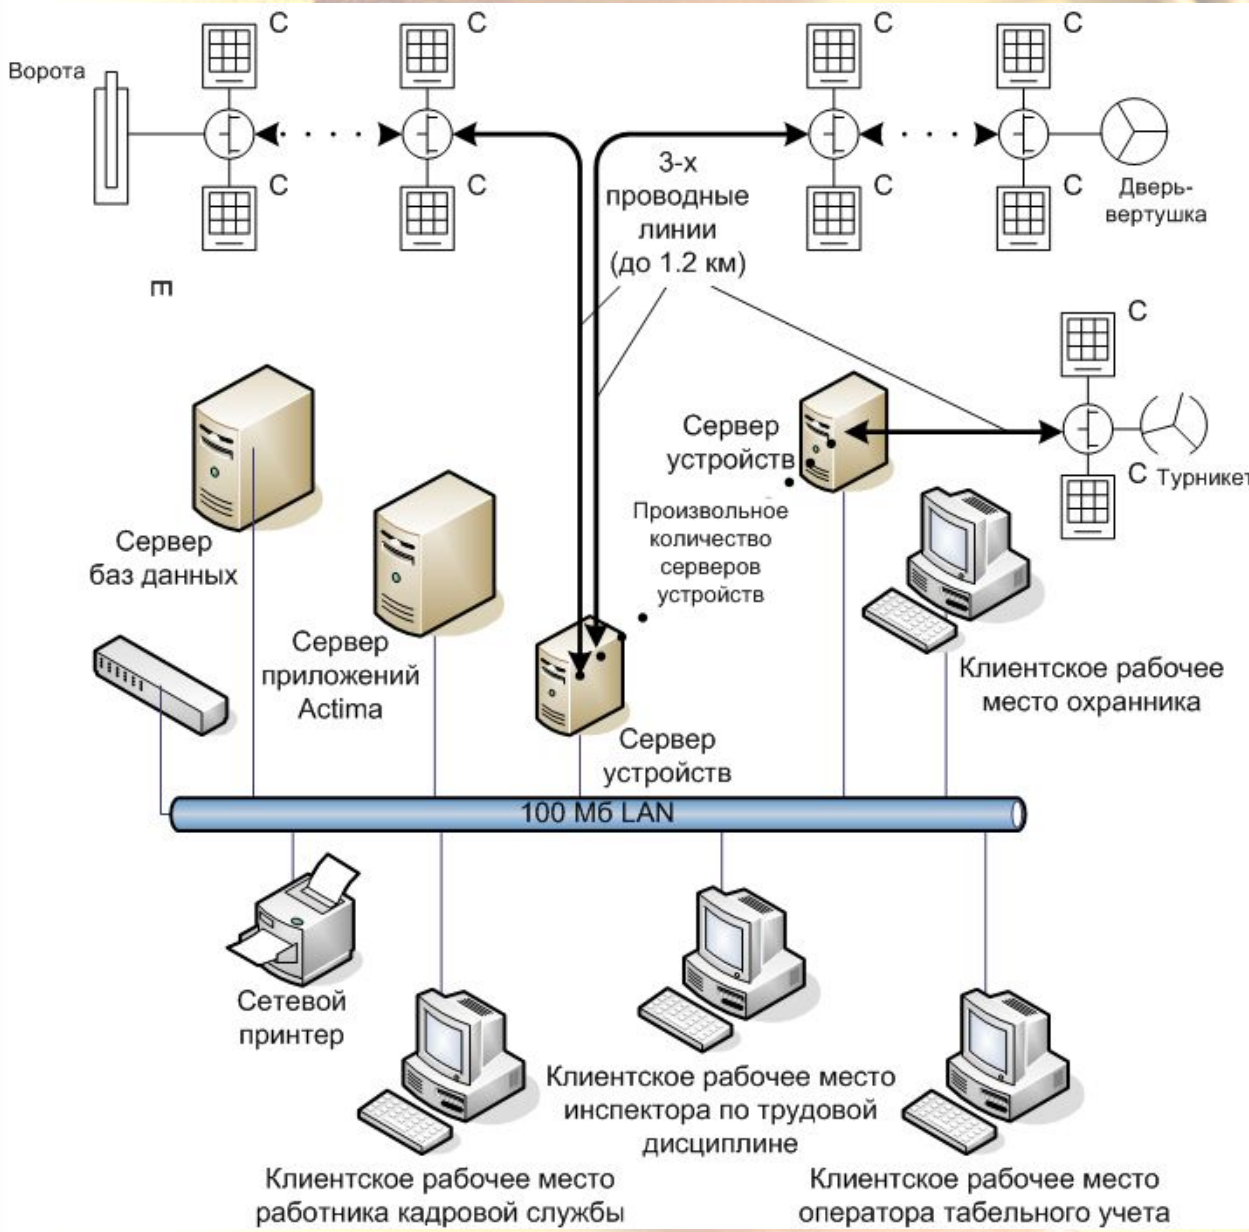 С
С
С
С
Ворота
3-х
проводные
линии
(до 1.2 км)
С
С
С
С
Дверь-
вертушка
E
С
С
Турникет
Сервер
устройств
Произвольное
количество
серверов
устройств
Сервер
баз данных
Сервер
приложений
Actima
Сервер
устройств
Клиентское рабочее
место охранника
100 Мб LAN
Сетевой
принтер
Клиентское рабочее место
инспектора по трудовой
дисциплине
Клиентское рабочее место
работника кадровой службы
Клиентское рабочее место
оператора табельного учета